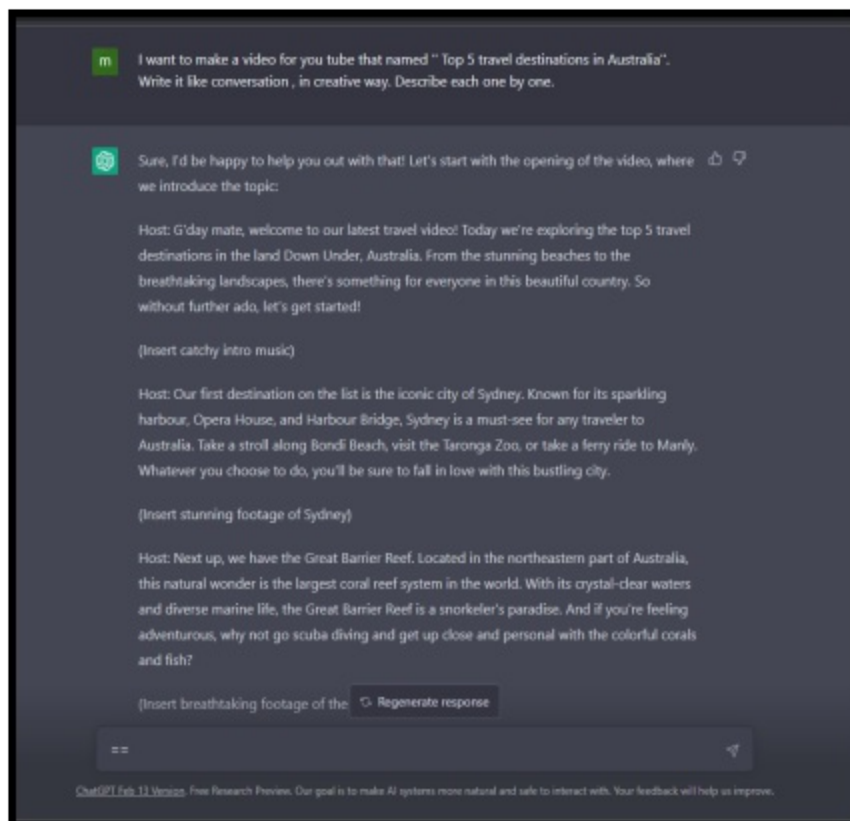 m
I want to make a video for you tube that named " Top 5 travel destinations in Australia".
Write it like conversation , in creative way. Describe each one by one.
Sure, I'd be happy to help you out with that! Let's start with the opening of the video, where
we introduce the topic:
Host: G'day mate, welcome to our latest travel video! Today we're exploring the top 5 travel
destinations in the land Down Under, Australia. From the stunning beaches to the
breathtaking landscapes, there's something for everyone in this beautiful country. So
without further ado, let's get started!
(Insert catchy intro music)
Host: Our first destination on the list is the iconic city of Sydney. Known for its sparkling
harbour, Opera House, and Harbour Bridge, Sydney is a must-see for any traveler to
Australia. Take a stroll along Bondi Beach, visit the Taronga Zoo, or take a ferry ride to Manly.
Whatever you choose to do, you'll be sure to fall in love with this bustling city.
(Insert stunning footage of Sydney)
Host: Next up, we have the Great Barrier Reef. Located in the northeastern part of Australia,
this natural wonder is the largest coral reef system in the world. With its crystal-clear waters
and diverse marine life, the Great Barrier Reef is a snorkeler's paradise. And if you're feeling
adventurous, why not go scuba diving and get up close and personal with the colorful corals
and fish?
(Insert breathtaking footage of the
Regenerate response
==
ChatGPT Feb 13 Version. Free Research Preview. Our goal is to make AI systems more natural and safe to interact with. Your feedback will help us improve.